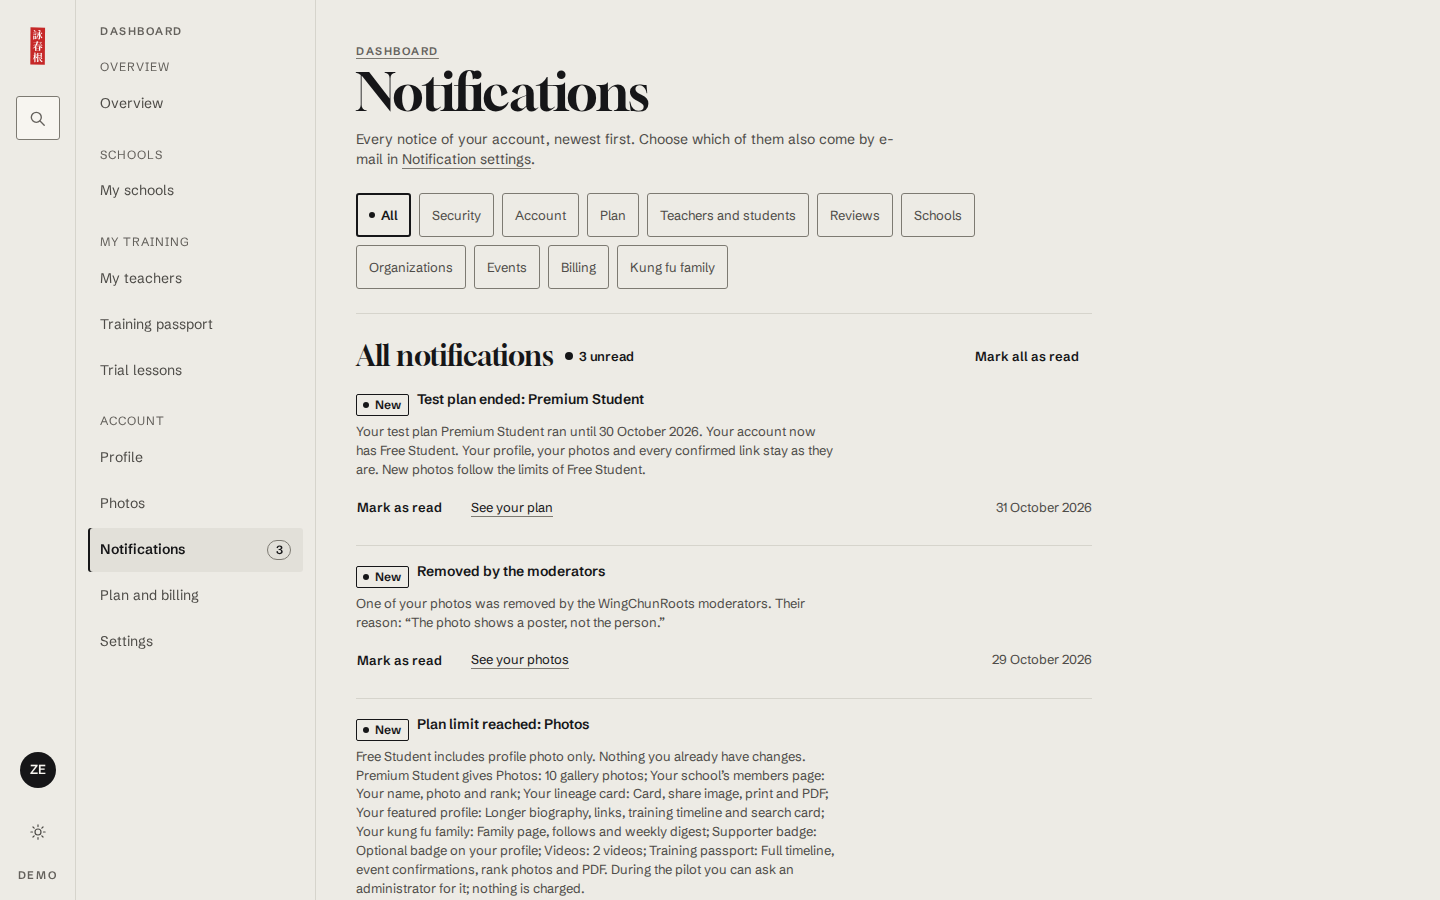 詠春根
DASHBOARD
OVERVIEW
Overview
SCHOOLS
My schools
MY TRAINING
My teachers
Training passport
Trial lessons
ACCOUNT
Profile
Photos
Notifications 3
Plan and billing
Settings
ZE
DEMO
DASHBOARD
Notifications
Every notice of your account, newest first. Choose which of them also come by e-
mail in Notification settings.
All Security Account Plan Teachers and students Reviews Schools
Organizations Events Billing Kung fu family
All notifications 3 unread Mark all as read
New Test plan ended: Premium Student
Your test plan Premium Student ran until 30 October 2026. Your account now
has Free Student. Your profile, your photos and every confirmed link stay as they
are. New photos follow the limits of Free Student.
Mark as read See your plan 31 October 2026
New Removed by the moderators
One of your photos was removed by the WingChunRoots moderators. Their
reason: “The photo shows a poster, not the person.”
Mark as read See your photos 29 October 2026
New Plan limit reached: Photos
Free Student includes profile photo only. Nothing you already have changes.
Premium Student gives Photos: 10 gallery photos; Your school’s members page:
Your name, photo and rank; Your lineage card: Card, share image, print and PDF;
Your featured profile: Longer biography, links, training timeline and search card;
Your kung fu family: Family page, follows and weekly digest; Supporter badge:
Optional badge on your profile; Videos: 2 videos; Training passport: Full timeline,
event confirmations, rank photos and PDF. During the pilot you can ask an
administrator for it; nothing is charged.